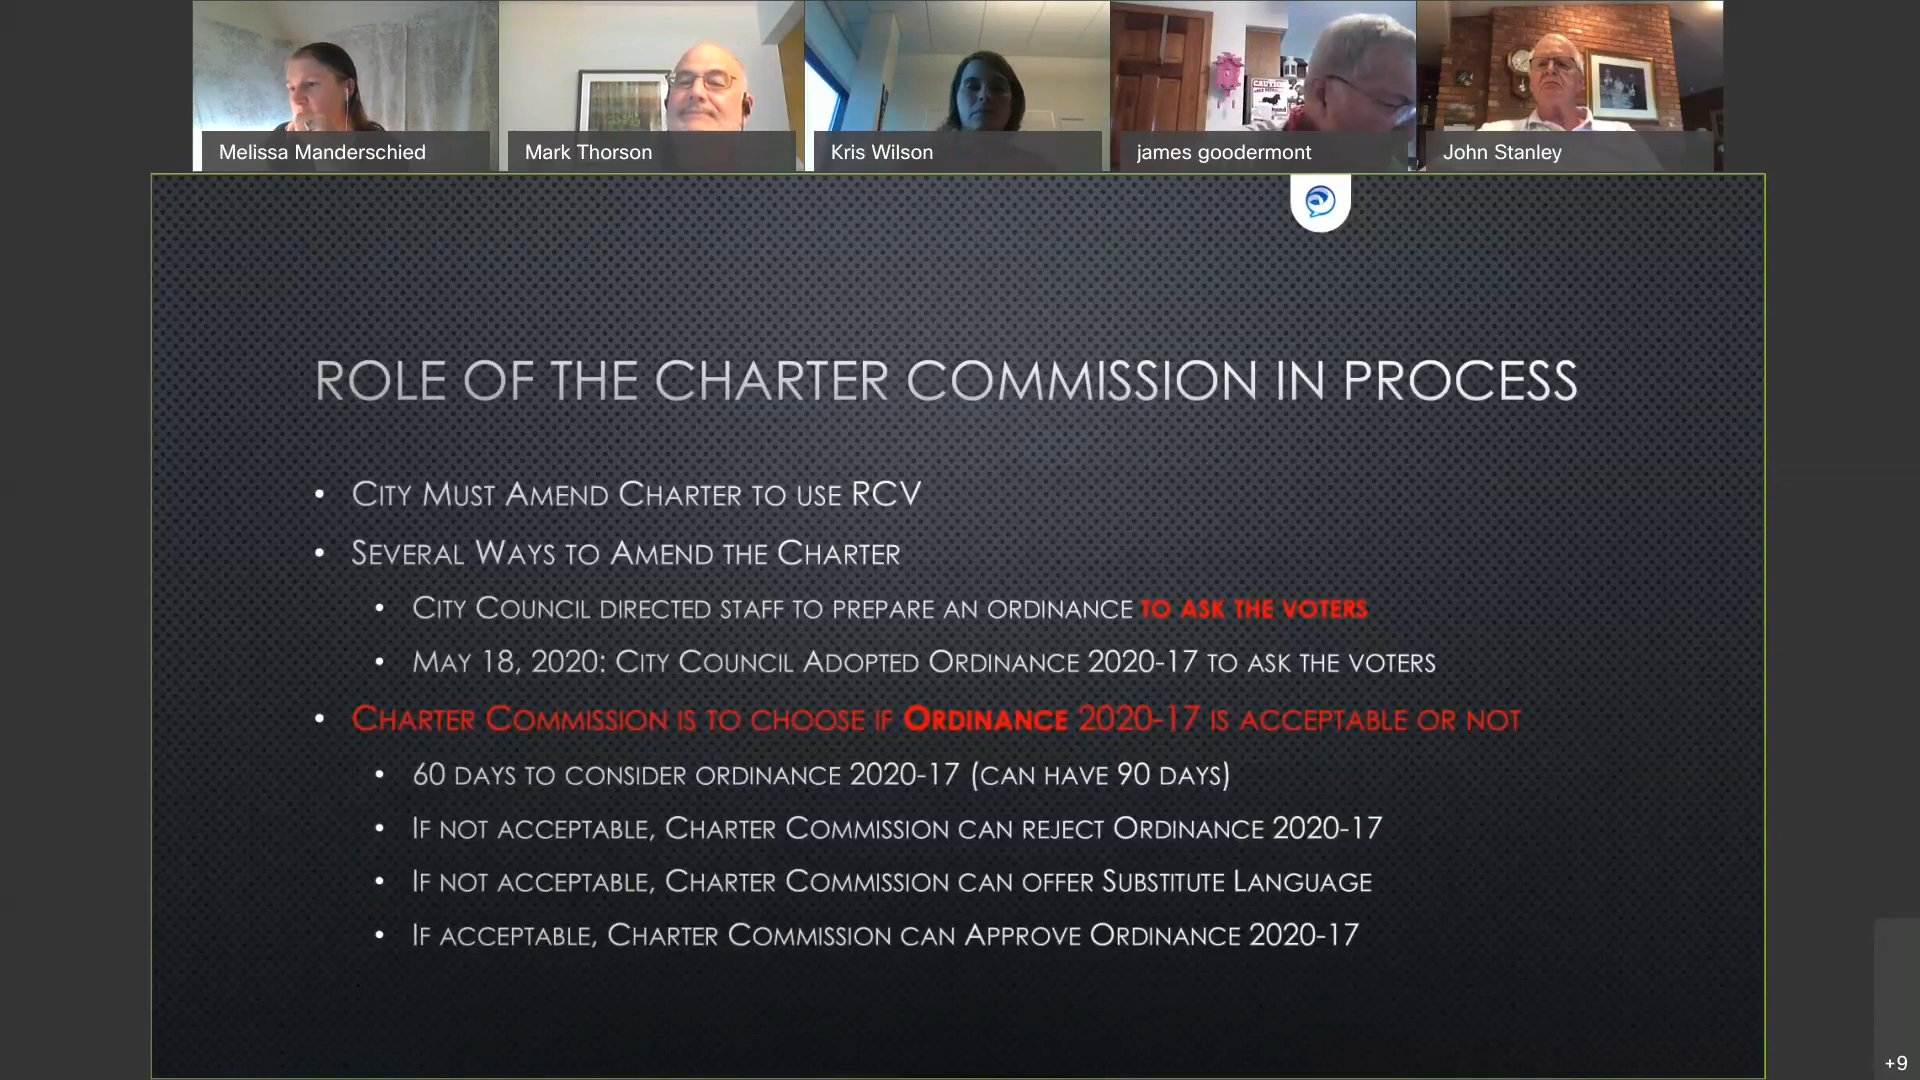 Melissa Manderschied
Mark Thorson
Kris Wilson
james goodermont
John Stanley
CAUTION
ROLE OF THE CHARTER COMMISSION IN PROCESS
• CITY MUST AMEND CHARTER TO USE RCV
• SEVERAL WAYS TO AMEND THE CHARTER
• CITY COUNCIL DIRECTED STAFF TO PREPARE AN ORDINANCE TO ASK THE VOTERS
• MAY 18, 2020: CITY COUNCIL ADOPTED ORDINANCE 2020-17 TO ASK THE VOTERS
• CHARTER COMMISSION IS TO CHOOSE IF ORDINANCE 2020-17 IS ACCEPTABLE OR NOT
• 60 DAYS TO CONSIDER ORDINANCE 2020-17 (CAN HAVE 90 DAYS)
• IF NOT ACCEPTABLE, CHARTER COMMISSION CAN REJECT ORDINANCE 2020-17
• IF NOT ACCEPTABLE, CHARTER COMMISSION CAN OFFER SUBSTITUTE LANGUAGE
• IF ACCEPTABLE, CHARTER COMMISSION CAN APPROVE ORDINANCE 2020-17
+9